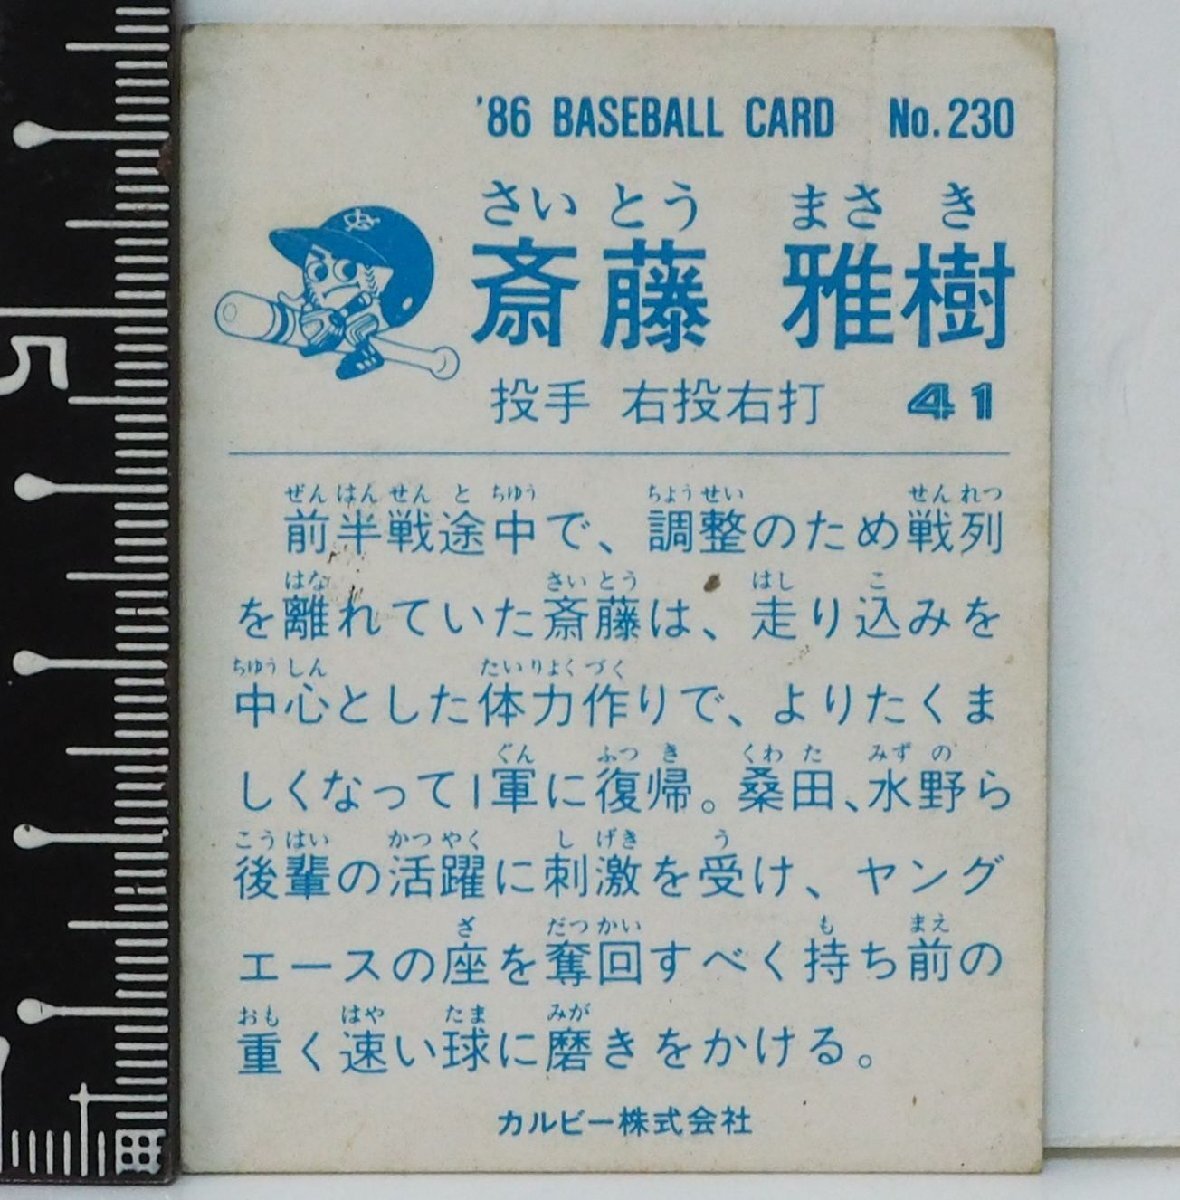 '86 BASEBALL CARD No.230
さいとう まさき
斎藤 雅樹
投手 右投右打 41
ぜんはんせんとちゅう ちょうせい せんれつ
前半戦途中で、調整のため戦列
はな さいとう はし こ
を離れていた斎藤は、走り込みを
ちゅうしん たいりょくづく
中心とした体力作りで、よりたくま
ぐん ふっき くわた みずの
しくなって1軍に復帰。桑田、水野ら
こうはい かつやく しげき う
後輩の活躍に刺激を受け、ヤング
ざ だっかい も まえ
エースの座を奪回すべく持ち前の
おも はや たま みが
重く速い球に磨きをかける。
カルビー株式会社
5